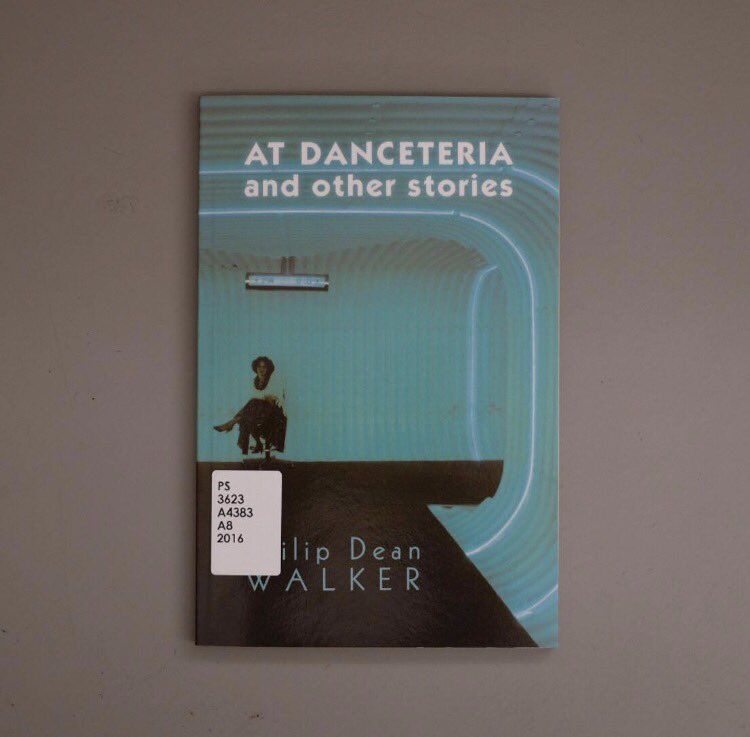 AT DANCETERIA
and other stories
PS
3623
A4383
A8
2016
ilip Dean
WALKER